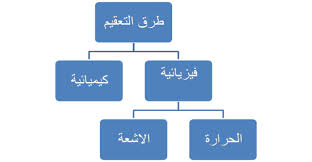 طرق التعقيم
فيزيائية
كيميائية
الحرارة
الاشعة